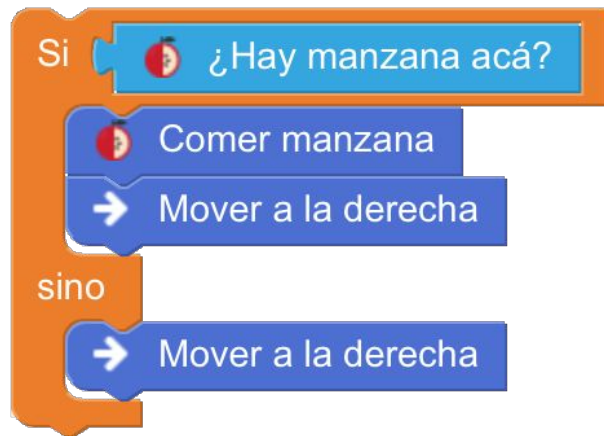 Si ¿Hay manzana acá?
Comer manzana
Mover a la derecha
sino
Mover a la derecha